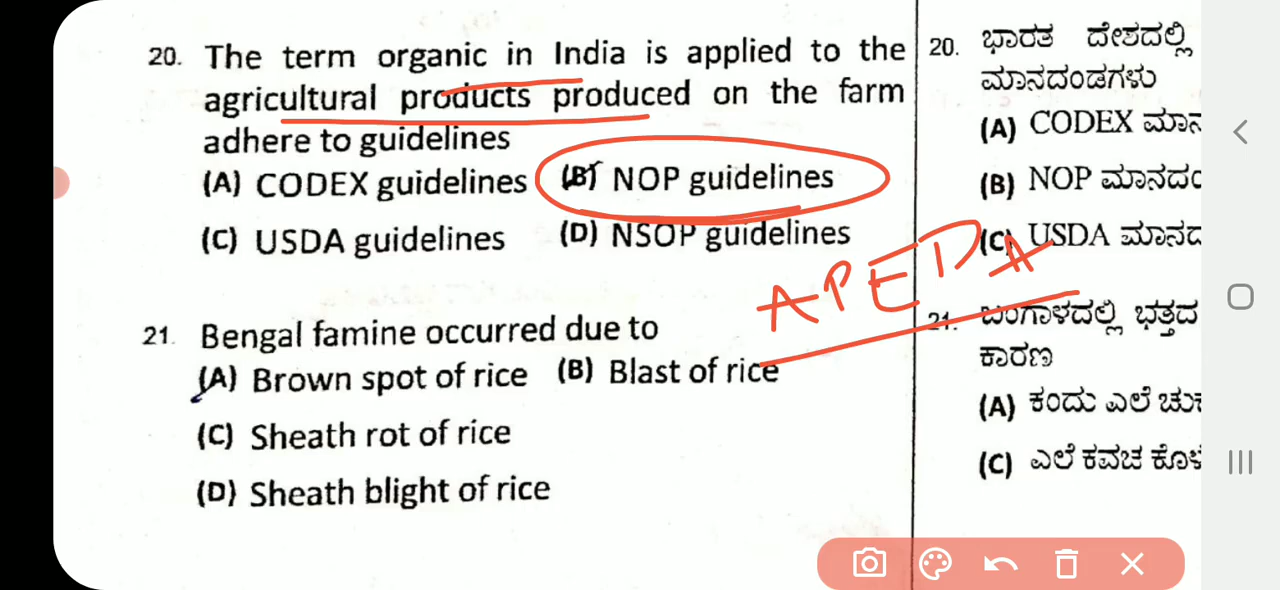 20. The term organic in India is applied to the
agricultural products produced on the farm
adhere to guidelines
(A) CODEX guidelines (B) NOP guidelines
(C) USDA guidelines (D) NSOP guidelines
APEDA
21. Bengal famine occurred due to
(A) Brown spot of rice (B) Blast of rice
(C) Sheath rot of rice
(D) Sheath blight of rice
20. ಭಾರತ ದೇಶದಲ್ಲಿ
ಮಾನದಂಡಗಳು
(A) CODEX ಮಾನ
(B) NOP ಮಾನದಂ
(C) USDA ಮಾನದ
21. ಬಂಗಾಳದಲ್ಲಿ ಭತ್ತದ
ಕಾರಣ
(A) ಕಂದು ಎಲೆ ಚುಕ
(C) ಎಲೆ ಕವಚ ಕೊಳ